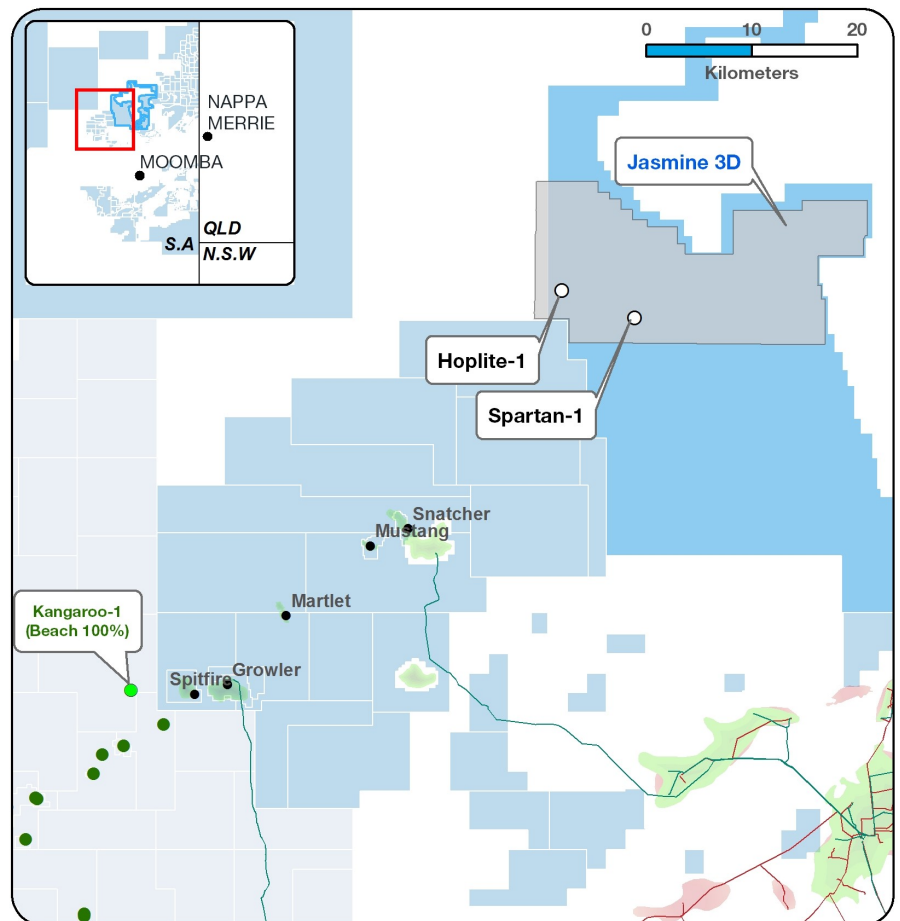 0 10 20
Kilometers
NAPPA
MERRIE
MOOMBA
S.A
QLD
N.S.W
Jasmine 3D
Hoplite-1
Spartan-1
Snatcher
Mustang
Martlet
Kangaroo-1
(Beach 100%)
Growler
Spitfire